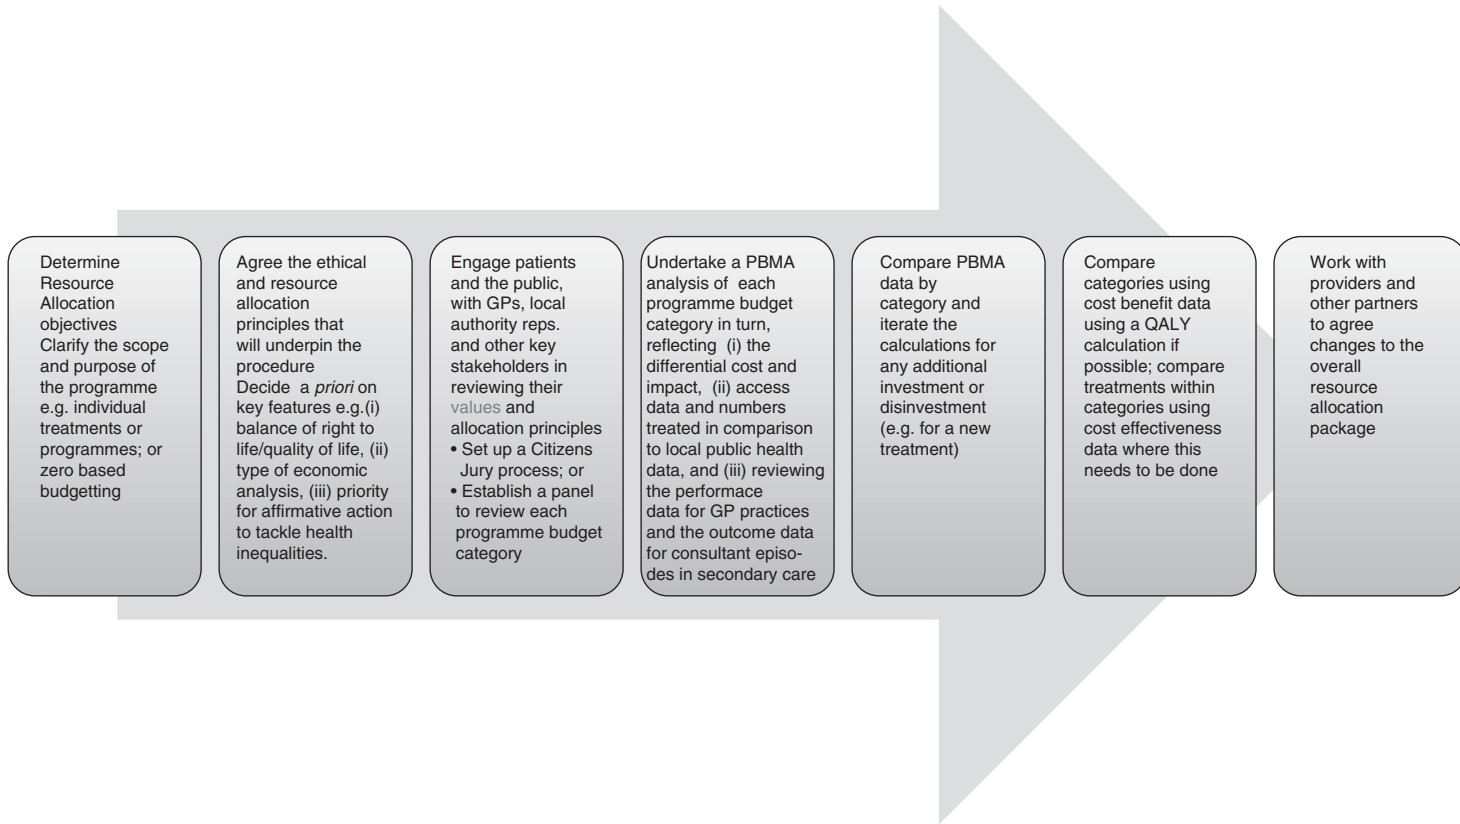 Determine
Resource
Allocation
objectives
Clarify the scope
and purpose of
the programme
e.g. individual
treatments or
programmes; or
zero based
budgetting
Agree the ethical
and resource
allocation
principles that
will underpin the
procedure
Decide a priori on
key features e.g.(i)
balance of right to
life/quality of life, (ii)
type of economic
analysis, (iii) priority
for affirmative action
to tackle health
inequalities.
Engage patients
and the public,
with GPs, local
authority reps.
and other key
stakeholders in
reviewing their
values and
allocation principles
• Set up a Citizens
Jury process; or
• Establish a panel
to review each
programme budget
category
Undertake a PBMA
analysis of each
programme budget
category in turn,
reflecting (i) the
differential cost and
impact, (ii) access
data and numbers
treated in comparison
to local public health
data, and (iii) reviewing
the performace
data for GP practices
and the outcome data
for consultant episo-
des in secondary care
Compare PBMA
data by
category and
iterate the
calculations for
any additional
investment or
disinvestment
(e.g. for a new
treatment)
Compare
categories using
cost benefit data
using a QALY
calculation if
possible; compare
treatments within
categories using
cost effectiveness
data where this
needs to be done
Work with
providers and
other partners
to agree
changes to the
overall
resource
allocation
package